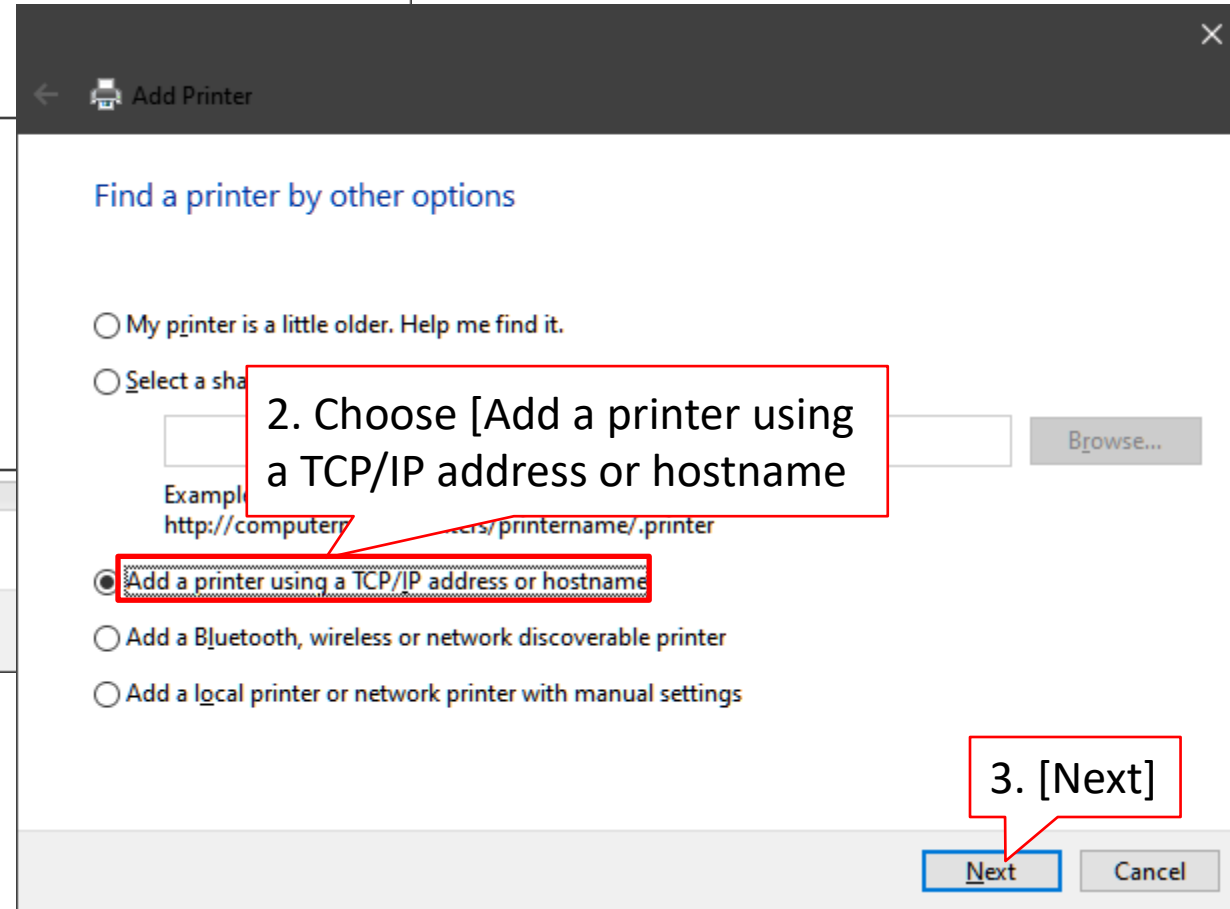 Add Printer
Find a printer by other options
My printer is a little older. Help me find it.
Select a sha
2. Choose [Add a printer using
a TCP/IP address or hostname
Browse...
Exampl
http://computer /printername/.printer
Add a printer using a TCP/IP address or hostname
Add a Bluetooth, wireless or network discoverable printer
Add a local printer or network printer with manual settings
3. [Next]
Next
Cancel